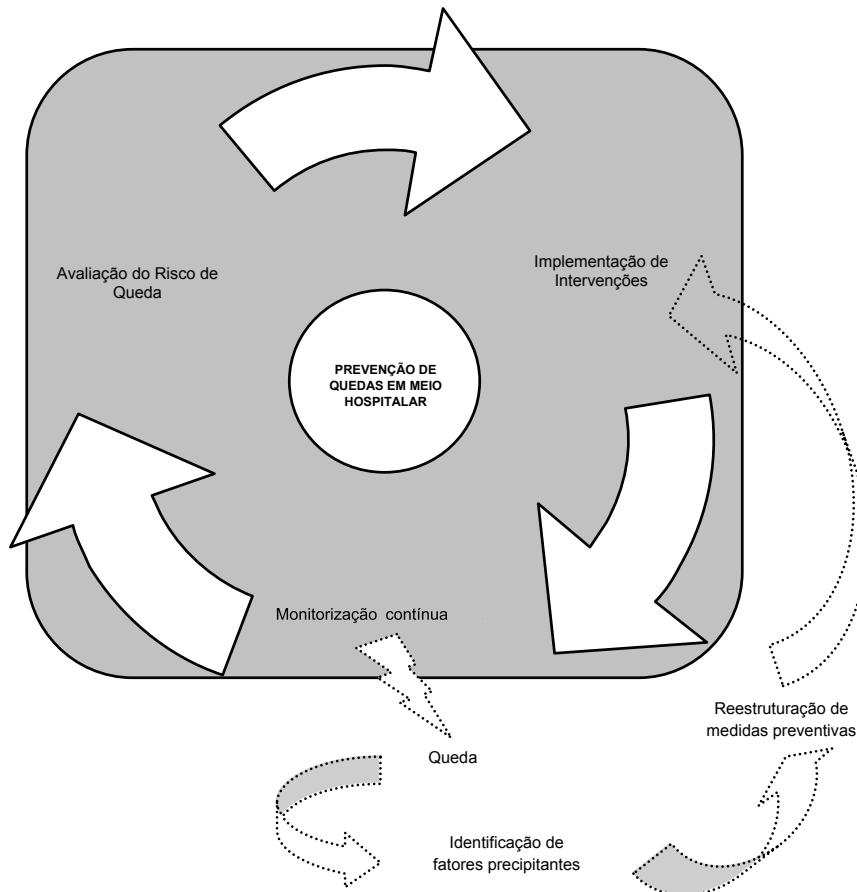 Avaliação do Risco de
Queda
Implementação de
Intervenções
PREVENÇÃO DE
QUEDAS EM MEIO
HOSPITALAR
Monitorização contínua
Reestruturação de
medidas preventivas
Queda
Identificação de
fatores precipitantes